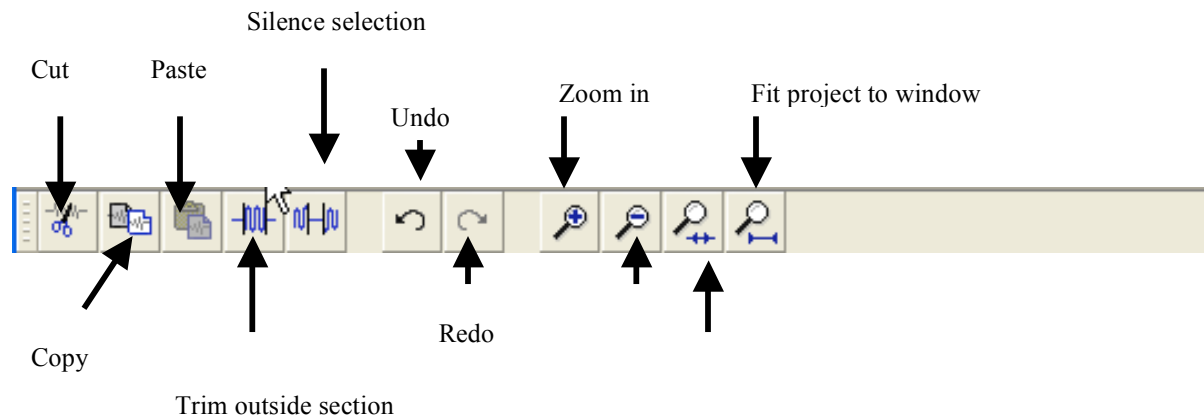 Silence selection
Cut
Paste
Zoom in
Fit project to window
Undo
Redo
Copy
Trim outside section